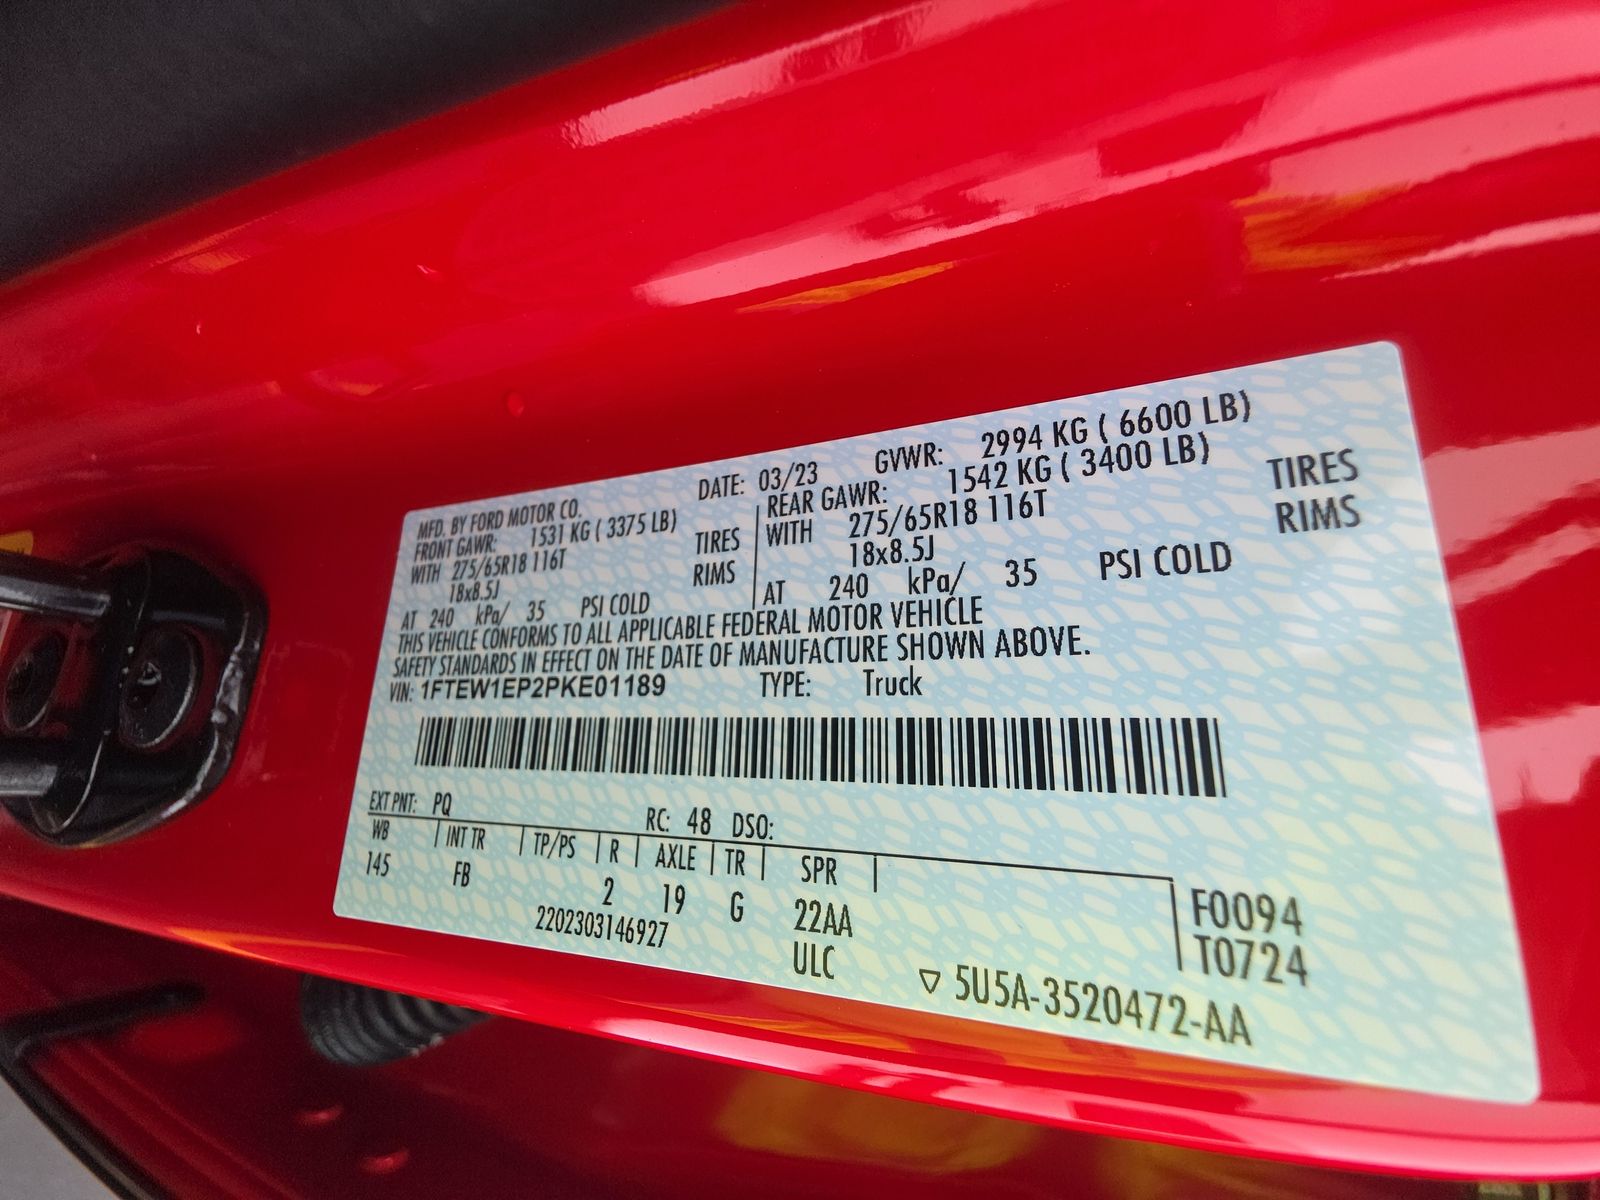 MFD. BY FORD MOTOR CO. DATE: 03/23 GVWR: 2994 KG ( 6600 LB)
FRONT GAWR: 1531 KG ( 3375 LB) REAR GAWR: 1542 KG ( 3400 LB)
WITH 275/65R18 116T TIRES WITH 275/65R18 116T TIRES
18x8.5J RIMS 18x8.5J RIMS
AT 240 kPa/ 35 PSI COLD AT 240 kPa/ 35 PSI COLD
THIS VEHICLE CONFORMS TO ALL APPLICABLE FEDERAL MOTOR VEHICLE
SAFETY STANDARDS IN EFFECT ON THE DATE OF MANUFACTURE SHOWN ABOVE.
VIN: 1FTEW1EP2PKE01189 TYPE: Truck
EXT PNT: PQ RC: 48 DSO:
WB | INT TR | TP/PS | R | AXLE | TR | SPR |
145 FB 2 19 G 22AA F0094
2202303146927 ULC T0724
▽ 5U5A-3520472-AA